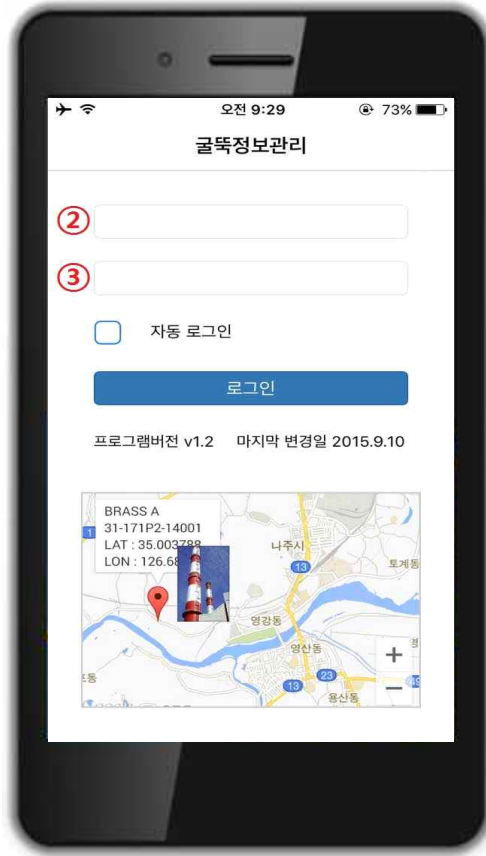 오전 9:29 73%
굴뚝정보관리
②
③
자동 로그인
로그인
프로그램버전 v1.2 마지막 변경일 2015.9.10
BRASS A
31-171P2-14001
LAT : 35.003788
LON : 126.68
1
나주시
13
토계동
영강동
영산동
+
13
23
−
용산동